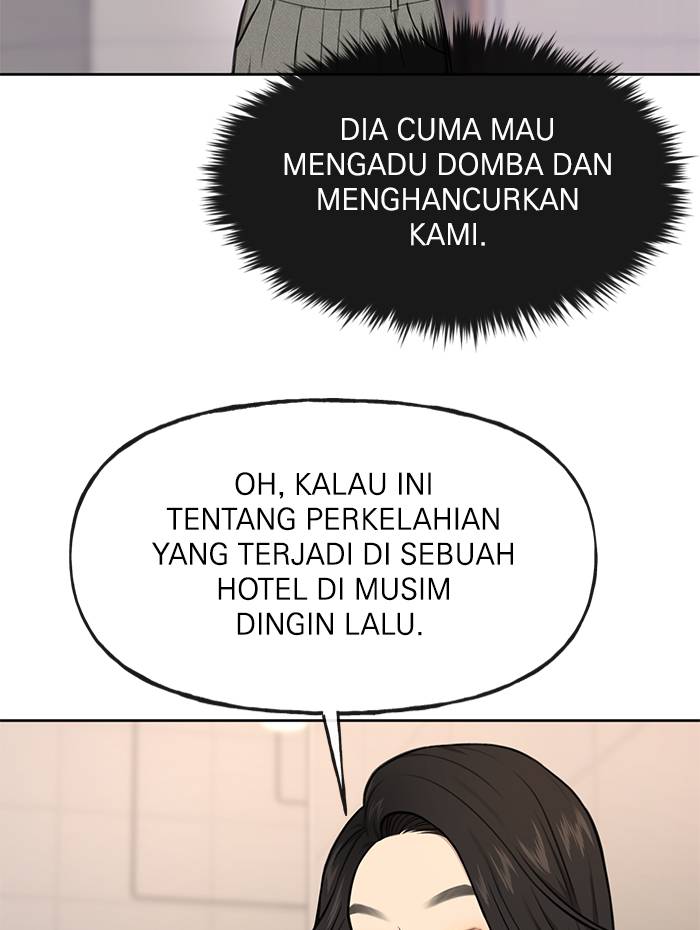 DIA CUMA MAU
MENGADU DOMBA DAN
MENGHANCURKAN
KAMI.
OH, KALAU INI
TENTANG PERKELAHIAN
YANG TERJADI DI SEBUAH
HOTEL DI MUSIM
DINGIN LALU.